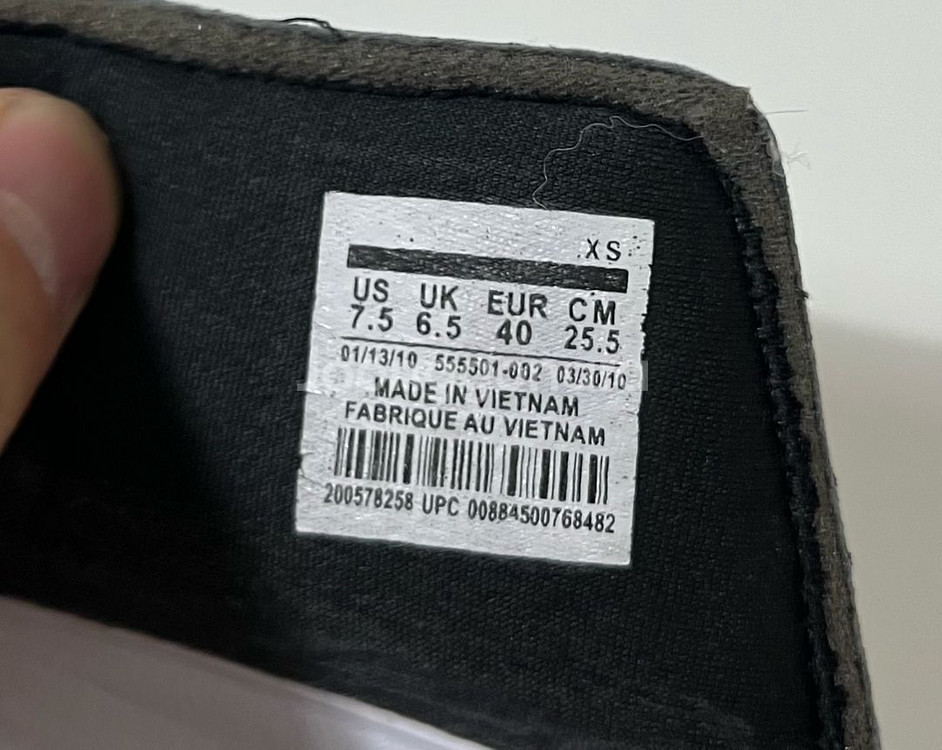 XS
US UK EUR CM
7.5 6.5 40 25.5
01/13/10 555501-002 03/30/10
MADE IN VIETNAM
FABRIQUE AU VIETNAM
200578258 UPC 00884500768482